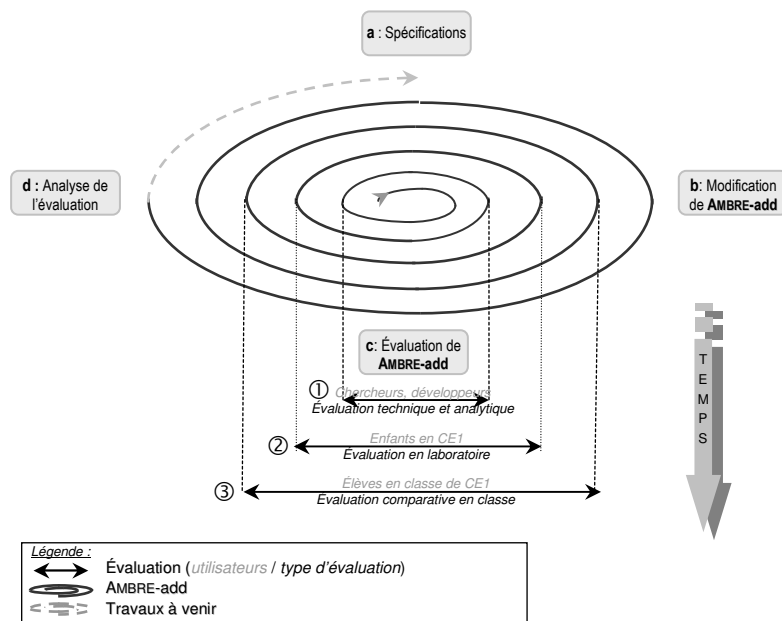 a : Spécifications
d : Analyse de
l'évaluation
b: Modification
de AMBRE-add
c: Évaluation de
AMBRE-add
① Chercheurs, développeurs
Évaluation technique et analytique
② Enfants en CE1
Évaluation en laboratoire
③ Élèves en classe de CE1
Évaluation comparative en classe
T
E
M
P
S
Légende :
Évaluation (utilisateurs / type d'évaluation)
AMBRE-add
Travaux à venir